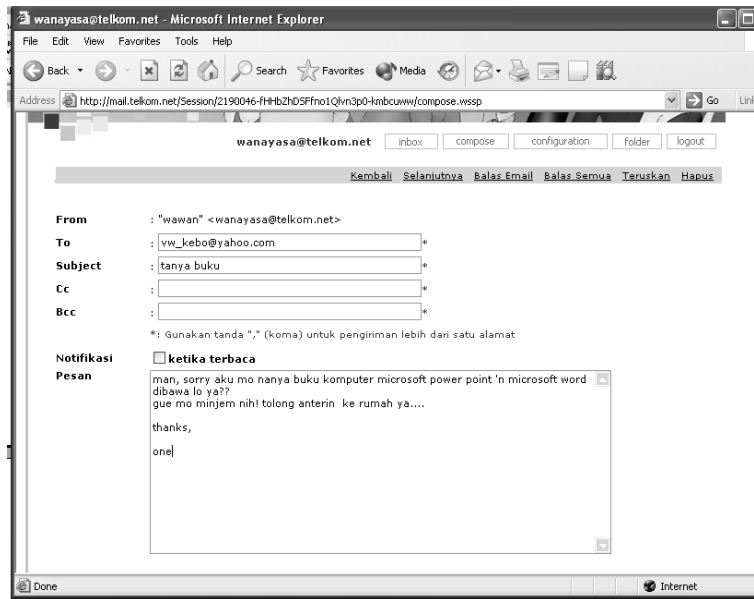 wanayasa@telkom.net - Microsoft Internet Explorer
File Edit View Favorites Tools Help
Back Search Favorites Media
Address http://mail.telkom.net/Session/2190046-fHHbZhDSFfno1Qlvn3p0-kmbcuww/compose.wssp Go Link
wanayasa@telkom.net inbox compose configuration folder logout
Kembali Selanjutnya Balas Email Balas Semua Teruskan Hapus
From : "wawan" <wanayasa@telkom.net>
To : vw_kebo@yahoo.com *
Subject : tanya buku *
Cc : *
Bcc : *
*: Gunakan tanda "," (koma) untuk pengiriman lebih dari satu alamat
Notifikasi ketika terbaca
Pesan
man, sorry aku mo nanya buku komputer microsoft power point 'n microsoft word
dibawa lo ya??
gue mo minjem nih! tolong anterin ke rumah ya....
thanks,
one
Done Internet